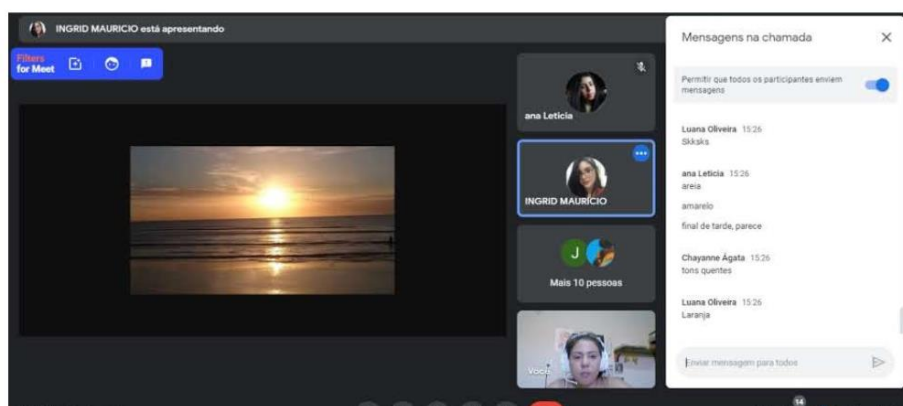 INGRID MAURICIO está apresentando
Filters
for Meet
ana Leticia
INGRID MAURÍCIO
J
Mais 10 pessoas
Você
Mensagens na chamada
Permitir que todos os participantes enviem
mensagens
Luana Oliveira 15:26
Skksks
ana Leticia 15:26
areia
amarelo
final de tarde, parece
Chayanne Ágata 15:26
tons quentes
Luana Oliveira 15:26
Laranja
Enviar mensagem para todos
14